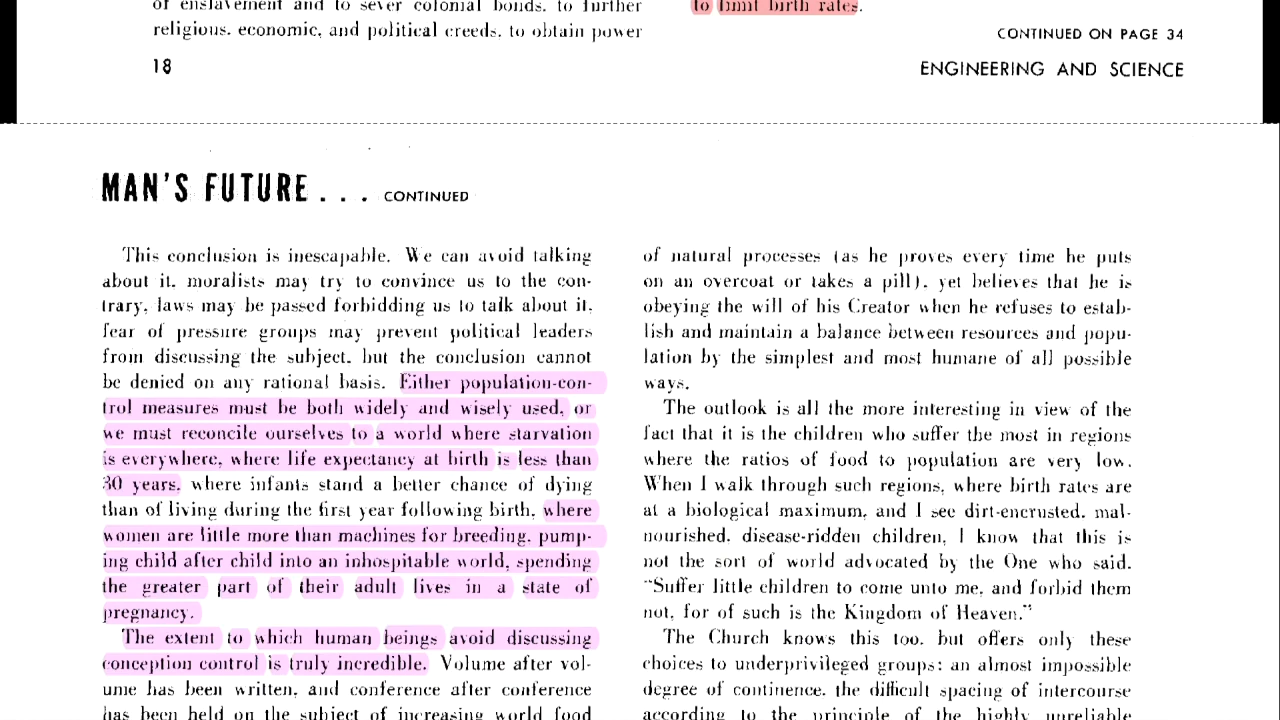 of enslavement and to sever colonial bonds, to further
religious, economic, and political creeds, to obtain power
to limit birth rates.
CONTINUED ON PAGE 34
18
ENGINEERING AND SCIENCE
MAN'S FUTURE . . . CONTINUED
This conclusion is inescapable. We can avoid talking
about it, moralists may try to convince us to the con-
trary, laws may be passed forbidding us to talk about it,
fear of pressure groups may prevent political leaders
from discussing the subject, but the conclusion cannot
be denied on any rational basis. Either population-con-
trol measures must be both widely and wisely used, or
we must reconcile ourselves to a world where starvation
is everywhere, where life expectancy at birth is less than
30 years, where infants stand a better chance of dying
than of living during the first year following birth, where
women are little more than machines for breeding, pump-
ing child after child into an inhospitable world, spending
the greater part of their adult lives in a state of
pregnancy.
The extent to which human beings avoid discussing
conception control is truly incredible. Volume after vol-
ume has been written, and conference after conference
has been held on the subject of increasing world food
of natural processes (as he proves every time he puts
on an overcoat or takes a pill), yet believes that he is
obeying the will of his Creator when he refuses to estab-
lish and maintain a balance between resources and popu-
lation by the simplest and most humane of all possible
ways.
The outlook is all the more interesting in view of the
fact that it is the children who suffer the most in regions
where the ratios of food to population are very low.
When I walk through such regions, where birth rates are
at a biological maximum, and I see dirt-encrusted, mal-
nourished, disease-ridden children, I know that this is
not the sort of world advocated by the One who said,
"Suffer little children to come unto me, and forbid them
not, for of such is the Kingdom of Heaven."
The Church knows this too, but offers only these
choices to underprivileged groups: an almost impossible
degree of continence, the difficult spacing of intercourse
according to the principle of the highly unreliable